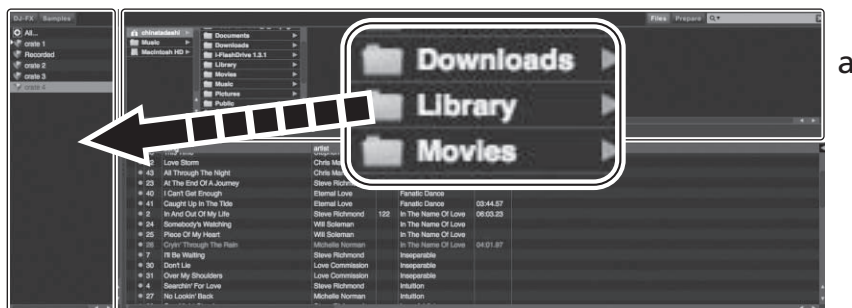 DJ-FX Samples
All...
crate 1
Recorded
crate 2
crate 3
crate 4
chinatadashi
Music
Macintosh HD
Documents
Downloads
i-FlashDrive 1.3.1
Library
Movies
Music
Pictures
Public
Files Prepare Q
Downloads
Library
Movies
a
artist
2 Love Storm Chris
43 All Through The Night Chris
23 At The End Of A Journey Steve Richmond
40 I Can't Get Enough Eternal Love Fanatic Dance
41 Caught Up In The Tide Eternal Love Fanatic Dance 03:44.57
2 In And Out Of My Life Steve Richmond 122 In The Name Of Love 06:03.23
24 Somebody's Watching Will Soleman In The Name Of Love
25 Piece Of My Heart Will Soleman In The Name Of Love
28 Cryin' Through The Rain Michelle Norman In The Name Of Love 04:01.97
7 I'll Be Waiting Steve Richmond Inseparable
30 Don't Lie Love Commission Inseparable
31 Over My Shoulders Love Commission Inseparable
4 Searchin' For Love Steve Richmond Intuition
27 No Lookin' Back Michelle Norman Intuition